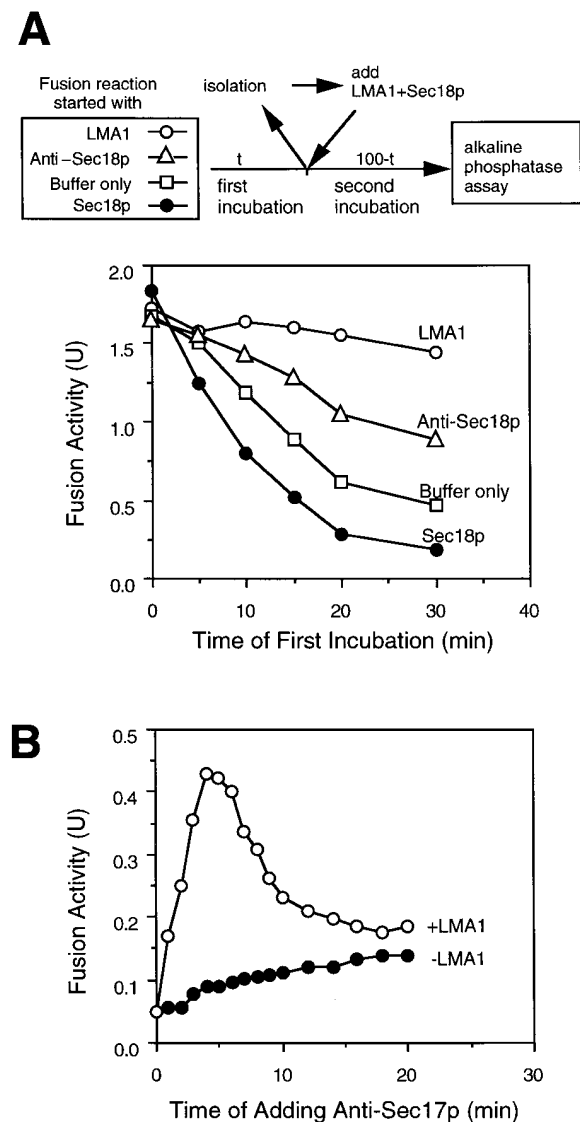 A
Fusion reaction
started with
LMA1
Anti–Sec18p
Buffer only
Sec18p
isolation
add
LMA1+Sec18p
t
100-t
first
incubation
second
incubation
alkaline
phosphatase
assay
2.0
1.5
1.0
0.5
0.0
Fusion Activity (U)
LMA1
Anti-Sec18p
Buffer only
Sec18p
0
10
20
30
40
Time of First Incubation (min)
B
0.5
0.4
0.3
0.2
0.1
0.0
Fusion Activity (U)
+LMA1
-LMA1
0
10
20
30
Time of Adding Anti-Sec17p (min)